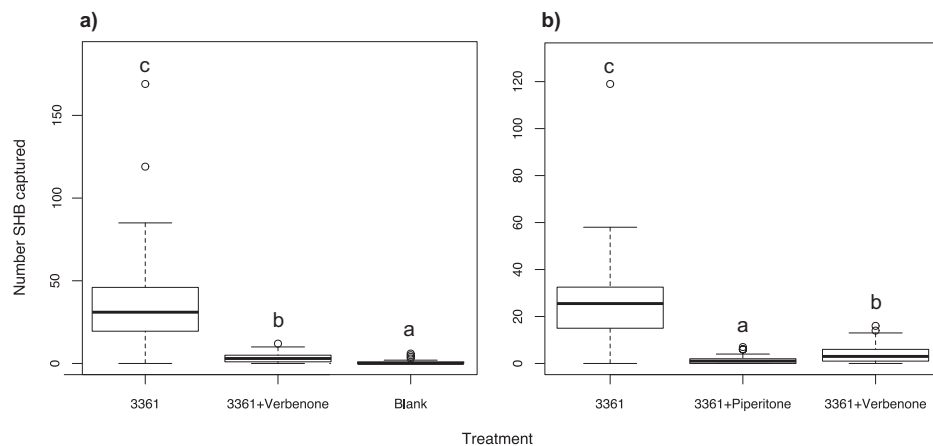 a)
b)
Number SHB captured
0
50
100
150
c
b
a
3361
3361+Verbenone
Blank
0
20
40
60
80
100
120
c
a
b
3361
3361+Piperitone
3361+Verbenone
Treatment